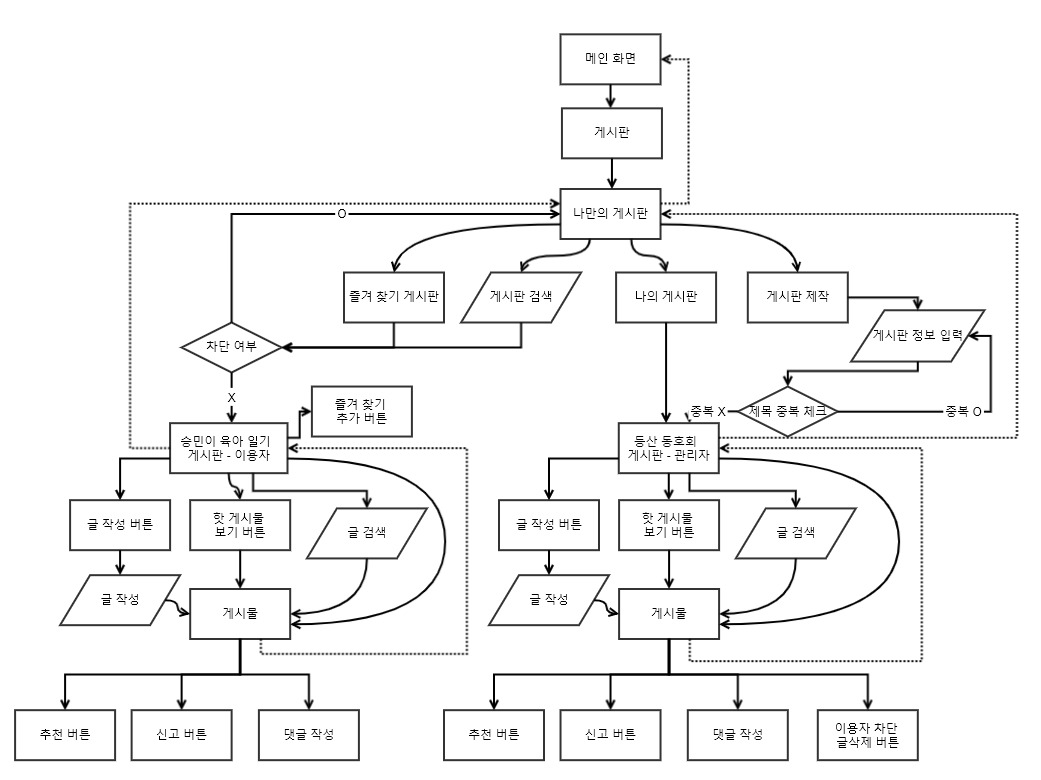 메인 화면
게시판
나만의 게시판
O
즐겨 찾기 게시판
게시판 검색
나의 게시판
게시판 제작
게시판 정보 입력
차단 여부
X
즐겨 찾기
추가 버튼
중복 X
제목 중복 체크
중복 O
승민이 육아 일기
게시판 - 이용자
등산 동호회
게시판 - 관리자
글 작성 버튼
핫 게시물
보기 버튼
글 검색
글 작성 버튼
핫 게시물
보기 버튼
글 검색
글 작성
게시물
글 작성
게시물
추천 버튼
신고 버튼
댓글 작성
추천 버튼
신고 버튼
댓글 작성
이용자 차단
글삭제 버튼